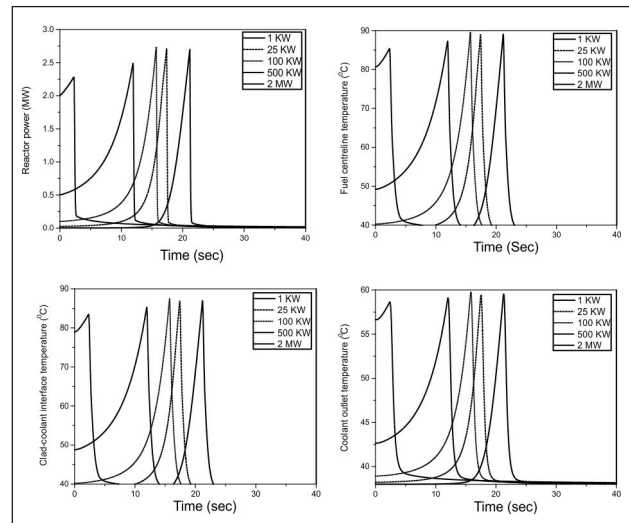 3.0
2.5
2.0
1.5
1.0
0.5
0.0
Reactor power (MW)
0 10 20 30 40
Time (sec)
1 KW
25 KW
100 KW
500 KW
2 MW
90
80
70
60
50
40
Fuel centreline temperature (⁰C)
0 10 20 30 40
Time (Sec)
1 KW
25 KW
100 KW
500 KW
2 MW
90
80
70
60
50
40
Clad-coolant interface temperature (⁰C)
0 10 20 30 40
Time (sec)
1 KW
25 KW
100 KW
500 KW
2 MW
60
55
50
45
40
Coolant outlet temperature (⁰C)
0 10 20 30 40
Time (sec)
1 KW
25 KW
100 KW
500 KW
2 MW